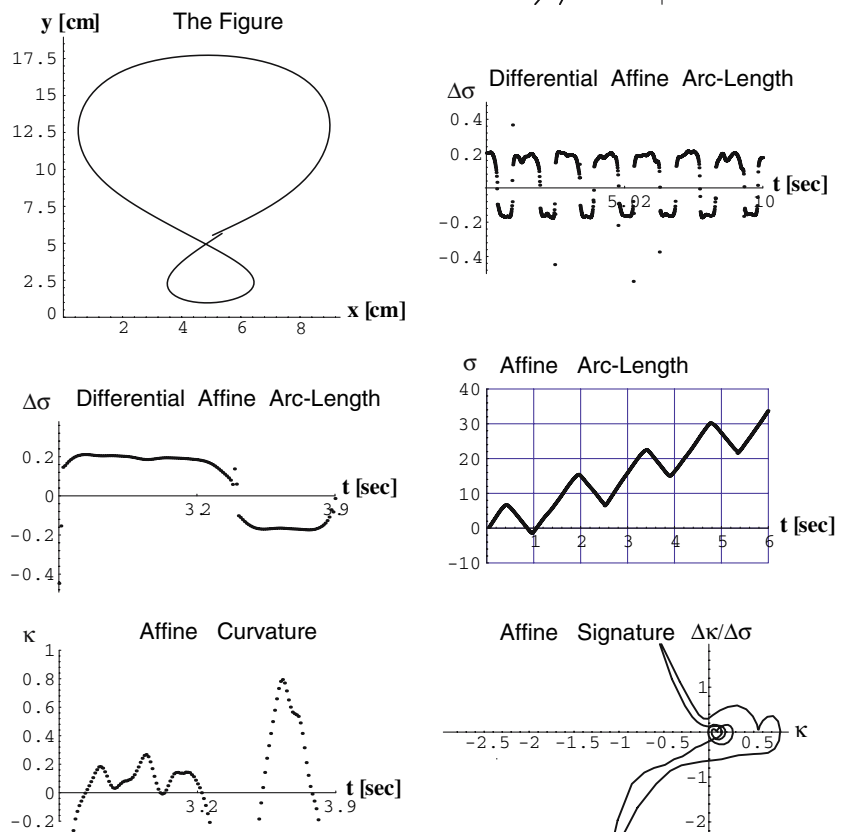 y [cm] The Figure
17.5
15
12.5
10
7.5
5
2.5
0
2 4 6 8
x [cm]
Δσ Differential Affine Arc-Length
0.4
0.2
t [sec]
5.02 10
-0.2
-0.4
Δσ Differential Affine Arc-Length
0.2
0
t [sec]
3.2 3.9
-0.2
-0.4
σ Affine Arc-Length
40
30
20
10
0
-10
1 2 3 4 5 6
t [sec]
κ Affine Curvature
1
0.8
0.6
0.4
0.2
0
-0.2
t [sec]
3.2 3.9
Affine Signature Δκ/Δσ
1
κ
-2.5 -2 -1.5 -1 -0.5 0.5
-1
-2